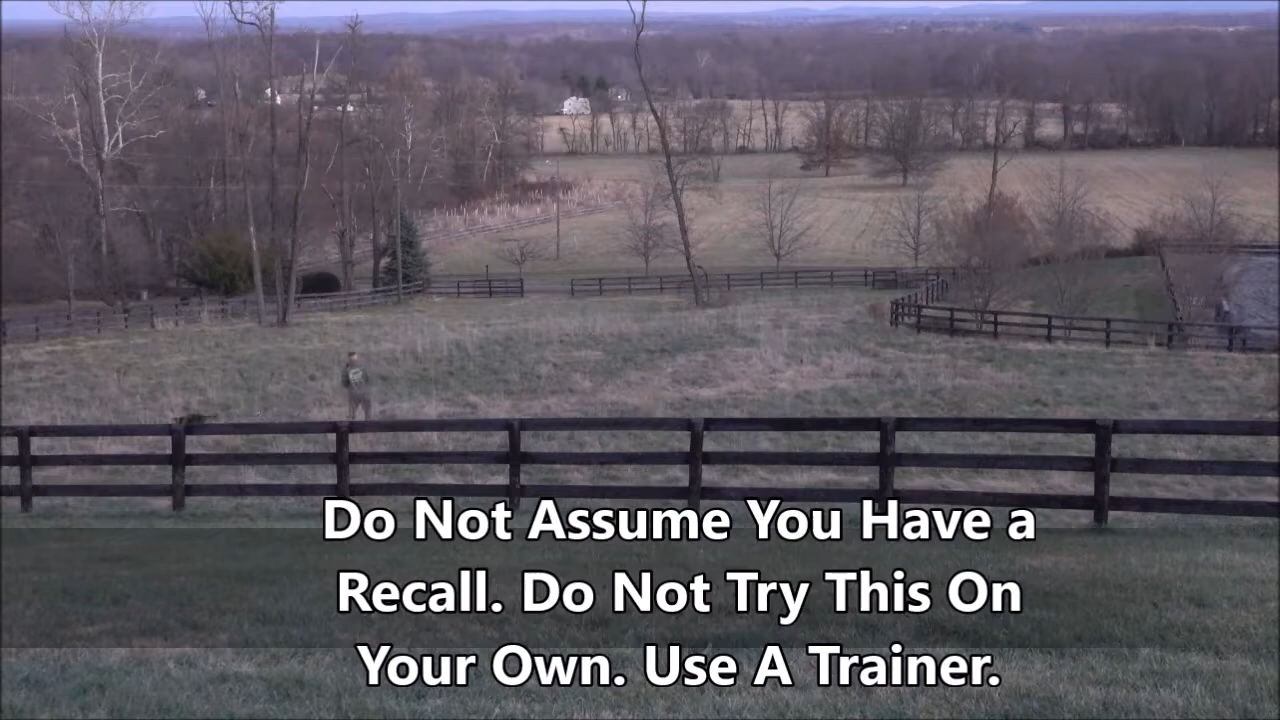 Do Not Assume You Have a
Recall. Do Not Try This On
Your Own. Use A Trainer.